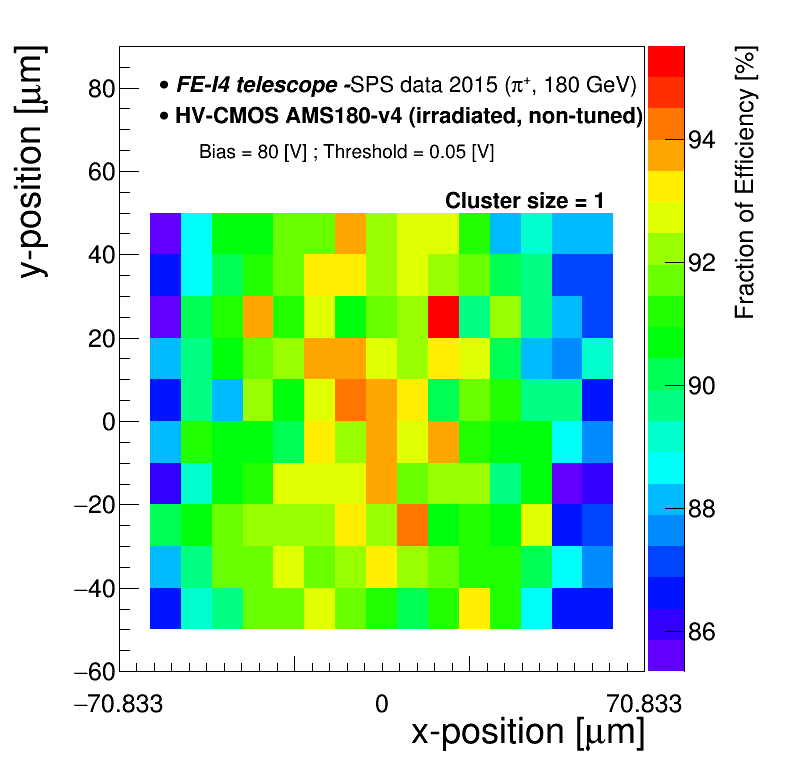 • FE-I4 telescope -SPS data 2015 (π⁺, 180 GeV)
• HV-CMOS AMS180-v4 (irradiated, non-tuned)
Bias = 80 [V] ; Threshold = 0.05 [V]
Cluster size = 1
y-position [μm]
80
60
40
20
0
−20
−40
−60
−70.833
0
70.833
x-position [μm]
Fraction of Efficiency [%]
94
92
90
88
86